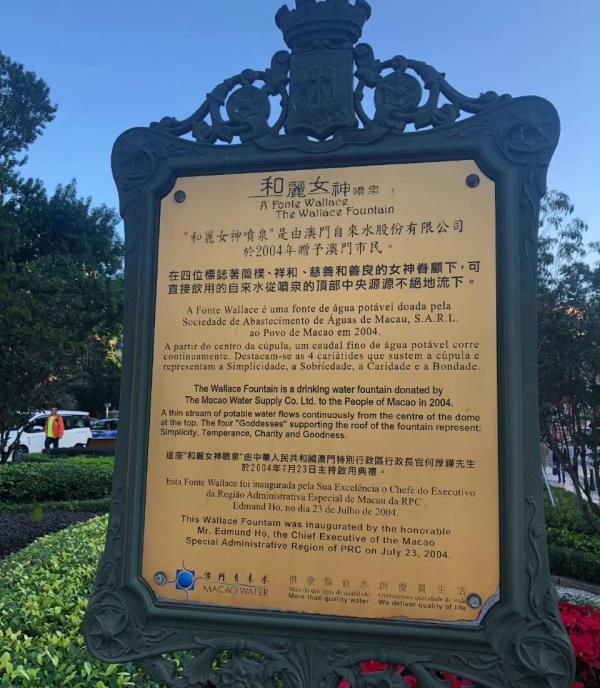 和麗女神噴泉
A Fonte Wallace
The Wallace Fountain
"和麗女神噴泉"是由澳門自來水股份有限公司
於2004年贈予澳門市民。
在四位標誌著簡樸、祥和、慈善和善良的女神眷顧下，可
直接飲用的自來水從噴泉的頂部中央源源不絕地流下。
A Fonte Wallace é uma fonte de água potável doada pela
Sociedade de Abastecimento de Águas de Macau, S.A.R.L.
ao Povo de Macao em 2004.
A partir do centro da cúpula, um caudal fino de água potável corre
continuamente. Destacam-se as 4 cariátides que sustem a cúpula e
representam a Simplicidade, a Sobriedade, a Caridade e a Bondade.
The Wallace Fountain is a drinking water fountain donated by
The Macao Water Supply Co. Ltd. to the People of Macao in 2004.
A thin stream of potable water flows continuously from the centre of the dome
at the top. The four "Goddesses" supporting the roof of the fountain represent:
Simplicity, Temperance, Charity and Goodness.
這座"和麗女神噴泉"由中華人民共和國澳門特別行政區行政長官何厚鏵先生
於2004年7月23日主持啟用典禮。
Esta Fonte Wallace foi inaugurada pela Sua Excelência o Chefe do Executivo
da Região Administrativa Especial de Macau da RPC ,
Edmund Ho, no dia 23 de Julho de 2004.
This Wallace Fountain was inaugurated by the honorable
Mr. Edmund Ho, the Chief Executive of the Macao
Special Administrative Region of PRC on July 23, 2004.
澳門自來水
MACAO WATER
供優質食水 創優質生活
Mais do que água de qualidade Oferecemos qualidade de vida
More than quality water We deliver quality of life